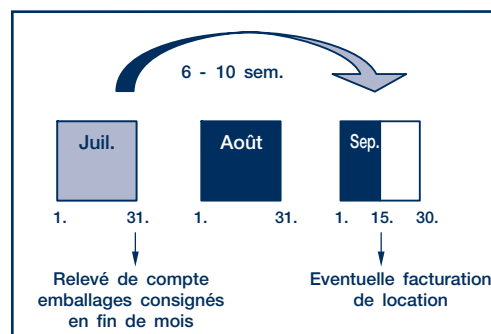 6 - 10 sem.
Juil. Août Sep.
1. 31. 1. 31. 1. 15. 30.
Relevé de compte
emballages consignés
en fin de mois
Eventuelle facturation
de location